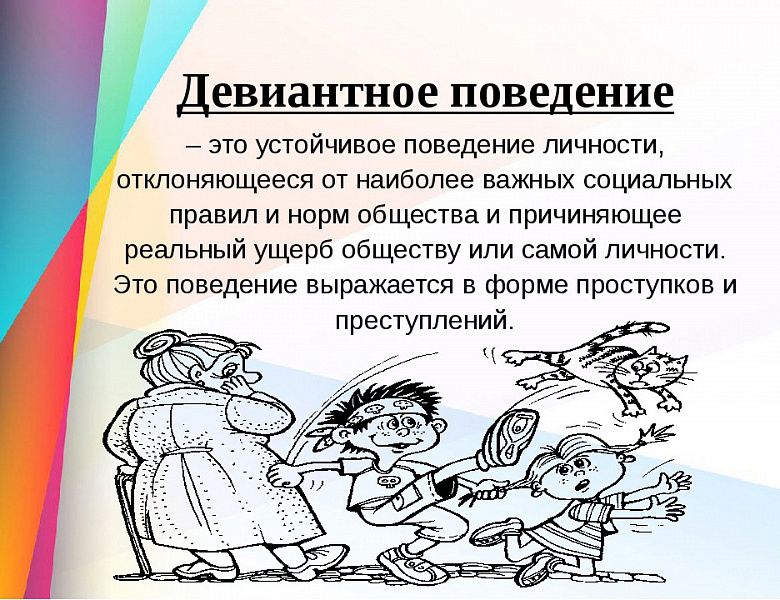 Девиантное поведение
– это устойчивое поведение личности,
отклоняющееся от наиболее важных социальных
правил и норм общества и причиняющее
реальный ущерб обществу или самой личности.
Это поведение выражается в форме проступков и
преступлений.